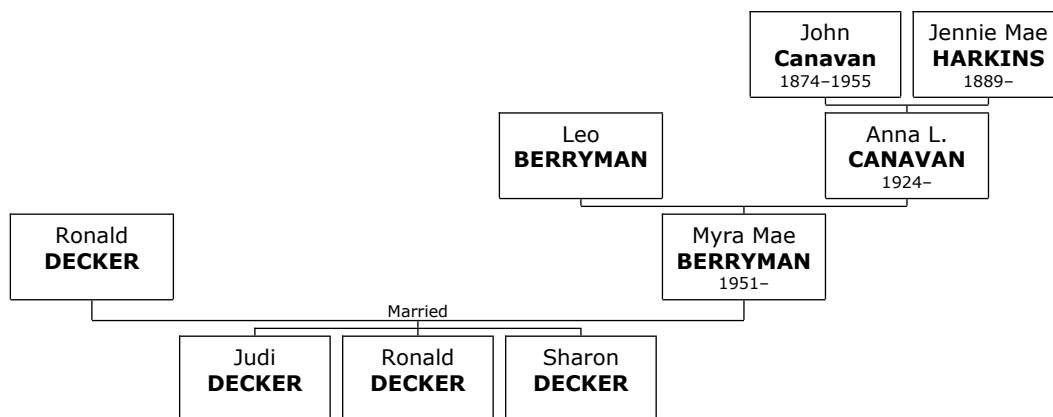 John
Canavan
1874–1955
Jennie Mae
HARKINS
1889–
Leo
BERRYMAN
Anna L.
CANAVAN
1924–
Ronald
DECKER
Myra Mae
BERRYMAN
1951–
Married
Judi
DECKER
Ronald
DECKER
Sharon
DECKER